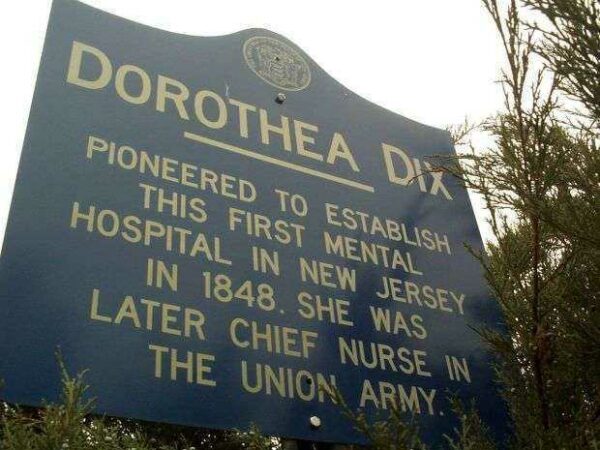 DOROTHEA DIX
PIONEERED TO ESTABLISH
THIS FIRST MENTAL
HOSPITAL IN NEW JERSEY
IN 1848. SHE WAS
LATER CHIEF NURSE IN
THE UNION ARMY.